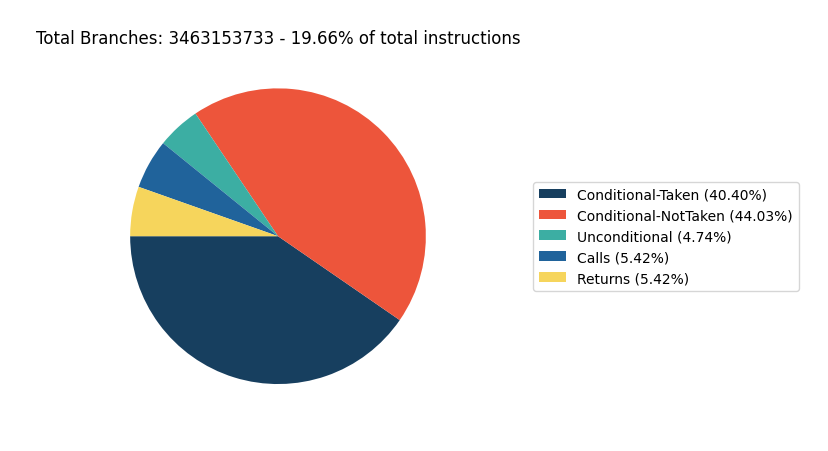 Total Branches: 3463153733 - 19.66% of total instructions
Conditional-Taken (40.40%)
Conditional-NotTaken (44.03%)
Unconditional (4.74%)
Calls (5.42%)
Returns (5.42%)